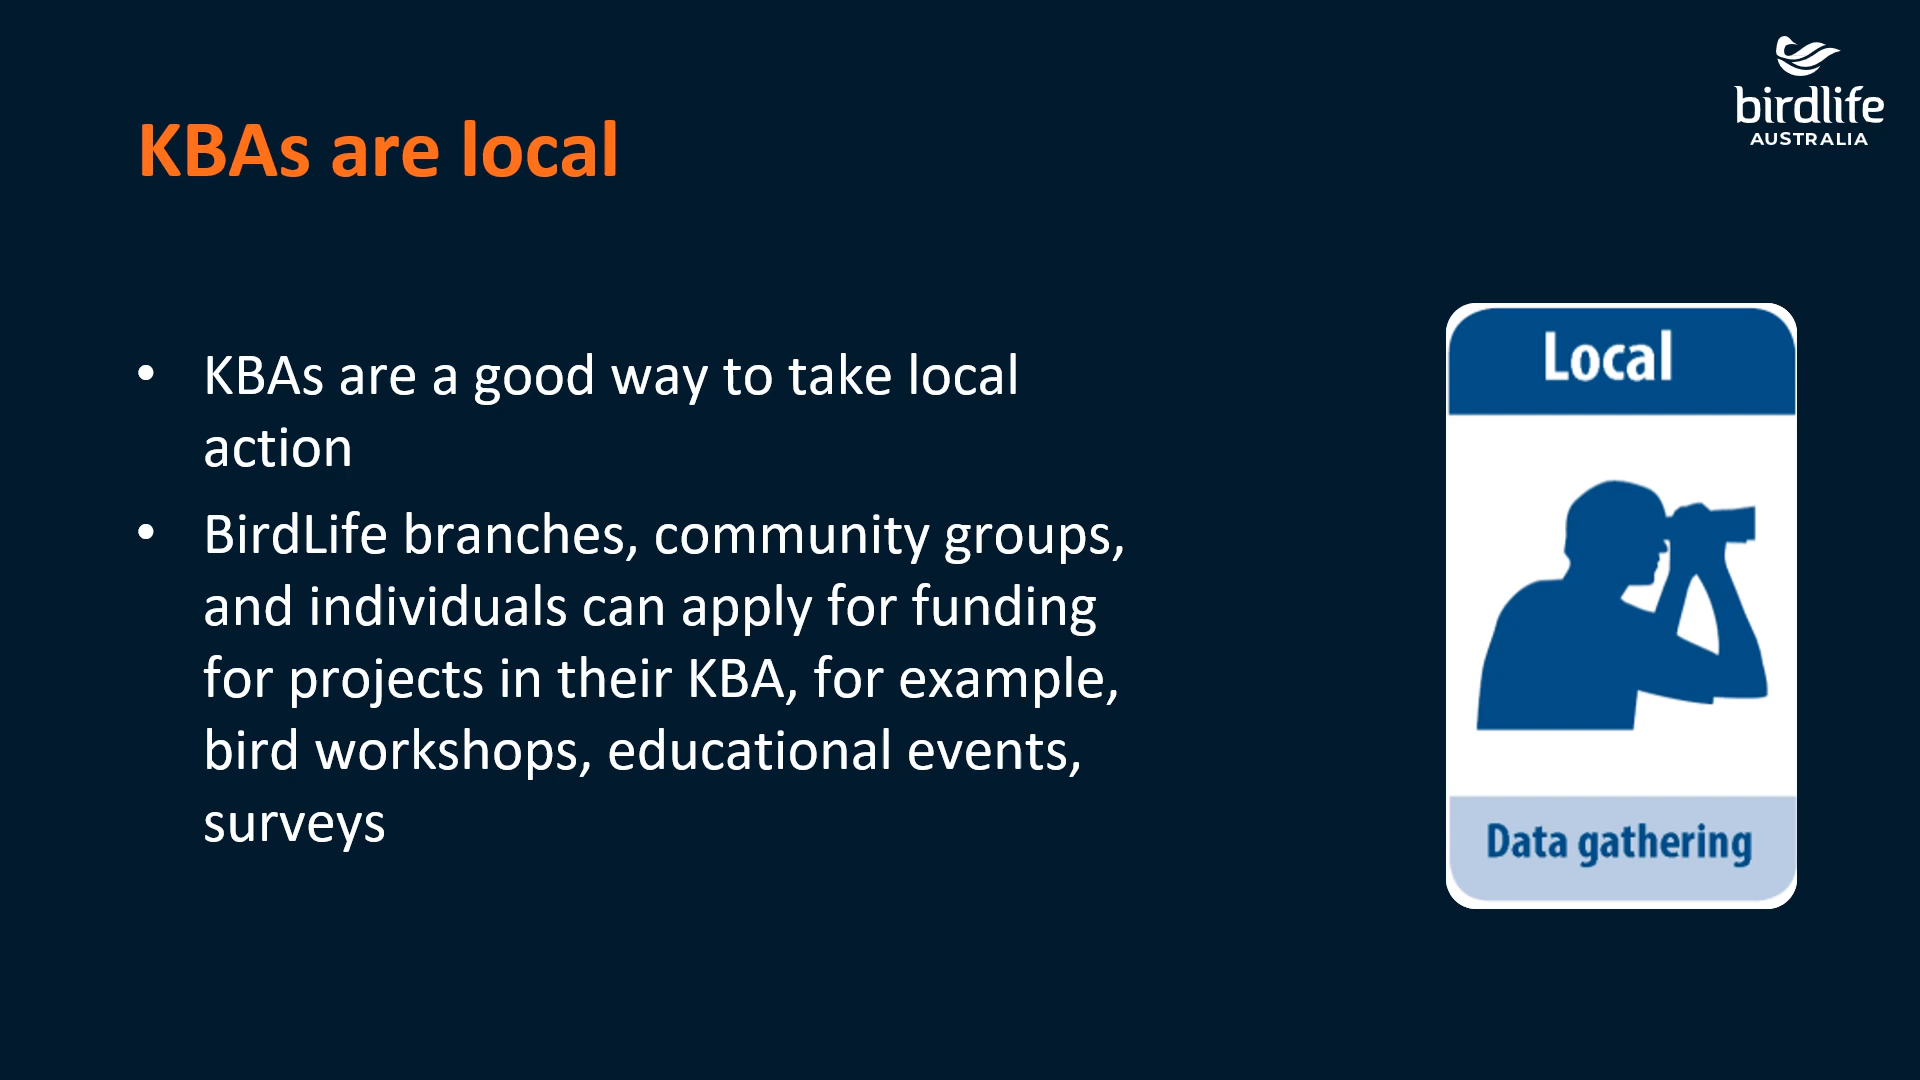 birdlife
AUSTRALIA
KBAs are local
• KBAs are a good way to take local
action
• BirdLife branches, community groups,
and individuals can apply for funding
for projects in their KBA, for example,
bird workshops, educational events,
surveys
Local
Data gathering